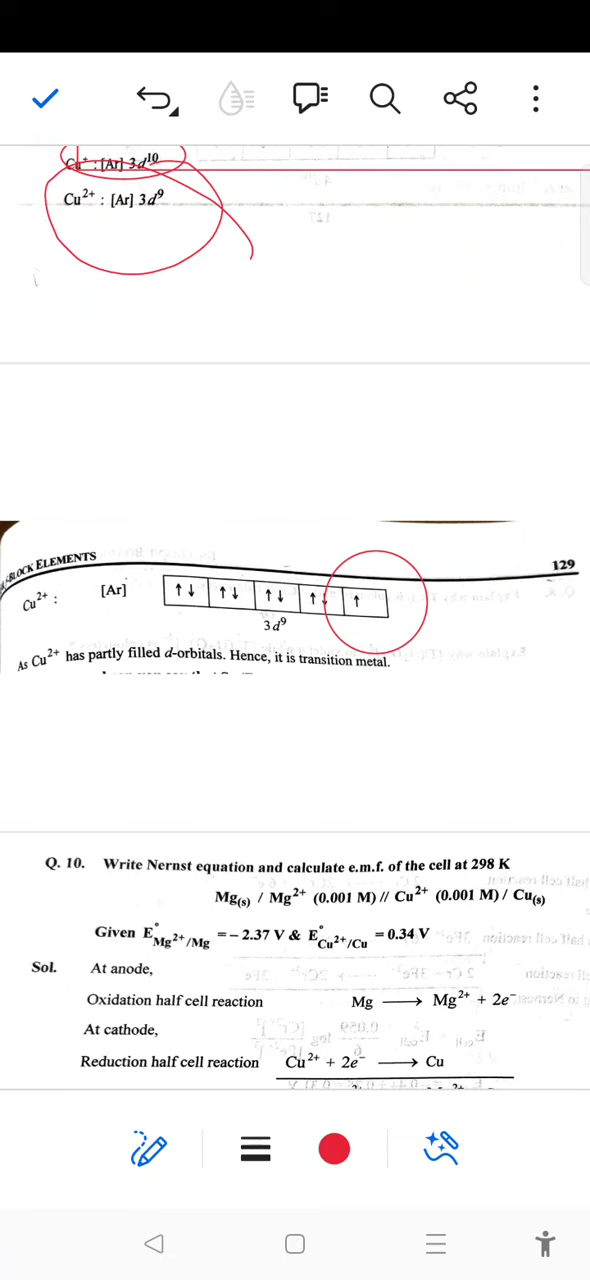 Cu⁺ : [Ar] 3d¹⁰
Cu²⁺ : [Ar] 3d⁹
BLOCK ELEMENTS
129
Cu²⁺ : [Ar] ↑↓ ↑↓ ↑↓ ↑↓ ↑
3d⁹
As Cu²⁺ has partly filled d-orbitals. Hence, it is transition metal.
Q. 10. Write Nernst equation and calculate e.m.f. of the cell at 298 K
Mg(s) / Mg²⁺ (0.001 M) // Cu²⁺ (0.001 M) / Cu(s)
Given E°Mg²⁺/Mg = – 2.37 V & E°Cu²⁺/Cu = 0.34 V
Sol. At anode,
Oxidation half cell reaction Mg ⟶ Mg²⁺ + 2e⁻
At cathode,
Reduction half cell reaction Cu²⁺ + 2e⁻ ⟶ Cu